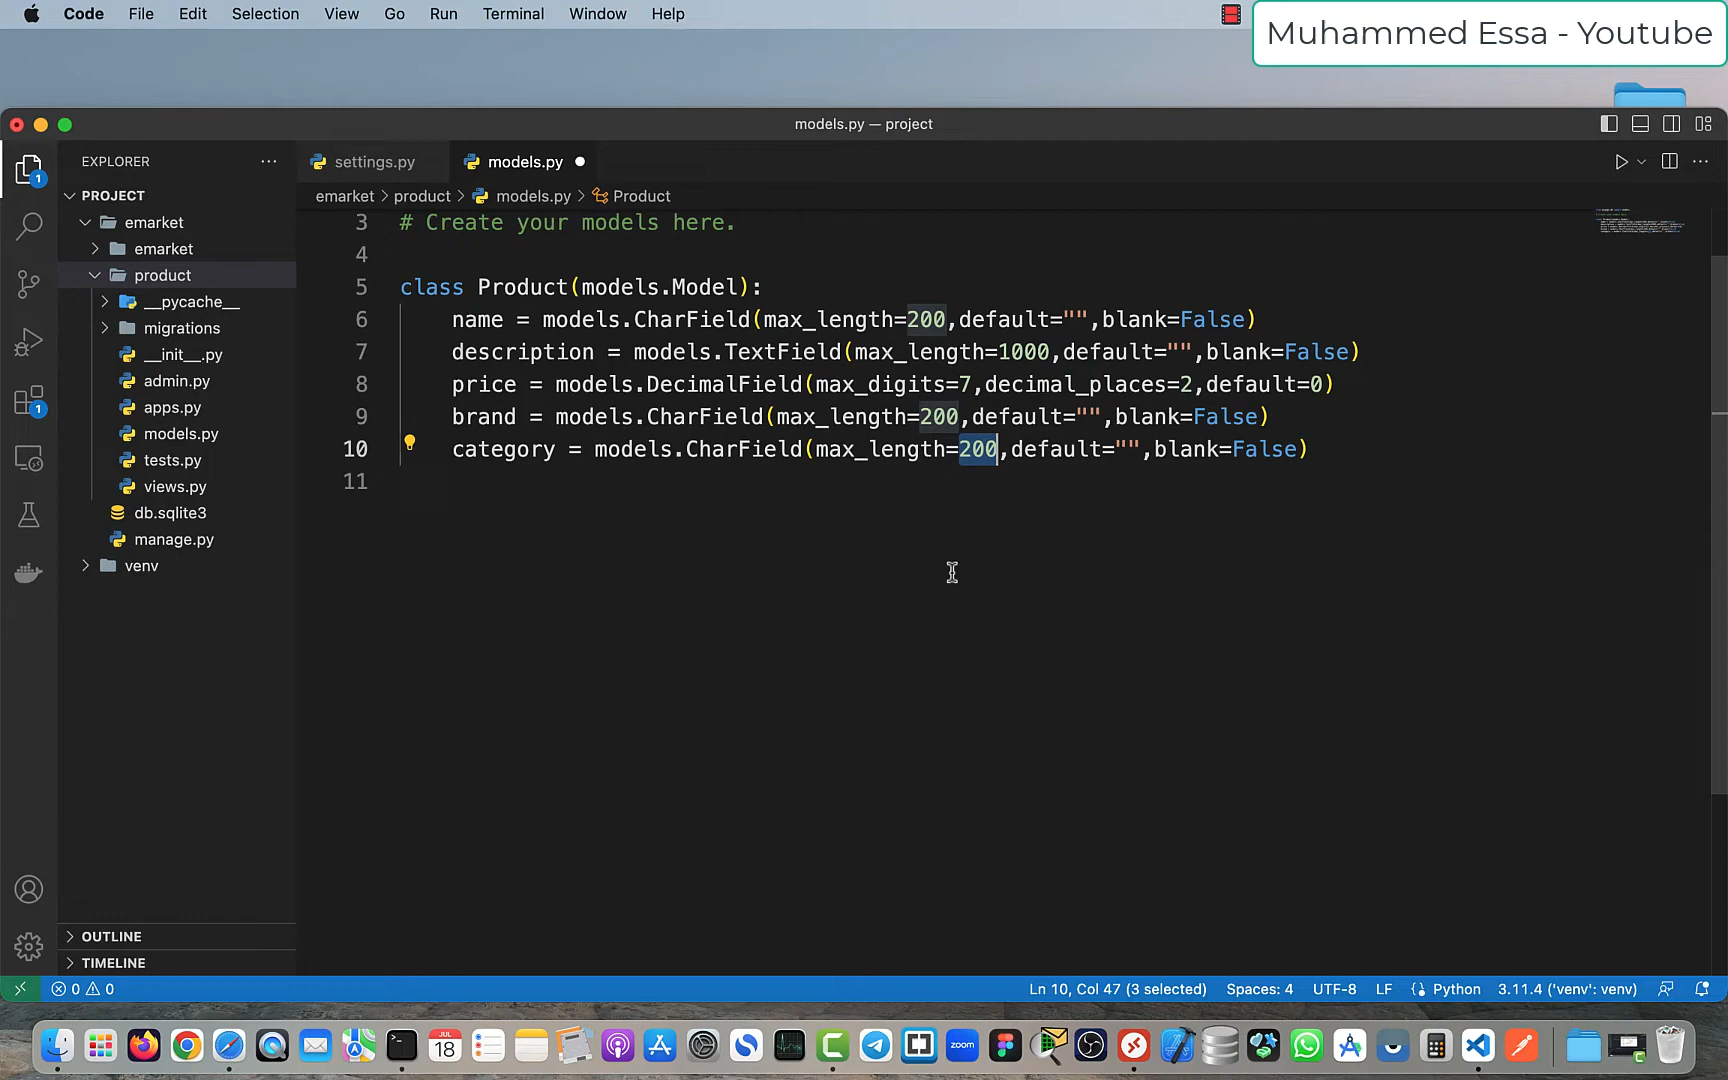 Code File Edit Selection View Go Run Terminal Window Help
Muhammed Essa - Youtube
models.py — project
EXPLORER
settings.py
models.py
PROJECT
emarket > product > models.py > Product
emarket
emarket
product
__pycache__
migrations
__init__.py
admin.py
apps.py
models.py
tests.py
views.py
db.sqlite3
manage.py
venv
OUTLINE
TIMELINE
1
1
3 # Create your models here.
4
5 class Product(models.Model):
6 name = models.CharField(max_length=200,default="",blank=False)
7 description = models.TextField(max_length=1000,default="",blank=False)
8 price = models.DecimalField(max_digits=7,decimal_places=2,default=0)
9 brand = models.CharField(max_length=200,default="",blank=False)
10 category = models.CharField(max_length=200,default="",blank=False)
11
0 0 Ln 10, Col 47 (3 selected) Spaces: 4 UTF-8 LF Python 3.11.4 ('venv': venv)
JUL
18
zoom